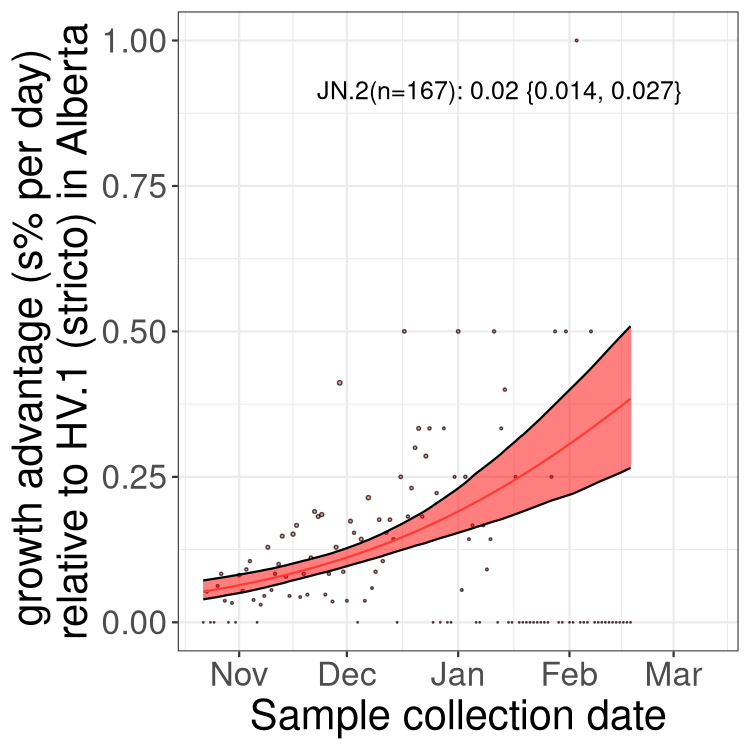 growth advantage (s% per day)
relative to HV.1 (stricto) in Alberta
1.00
0.75
0.50
0.25
0.00
JN.2(n=167): 0.02 {0.014, 0.027}
Nov Dec Jan Feb Mar
Sample collection date